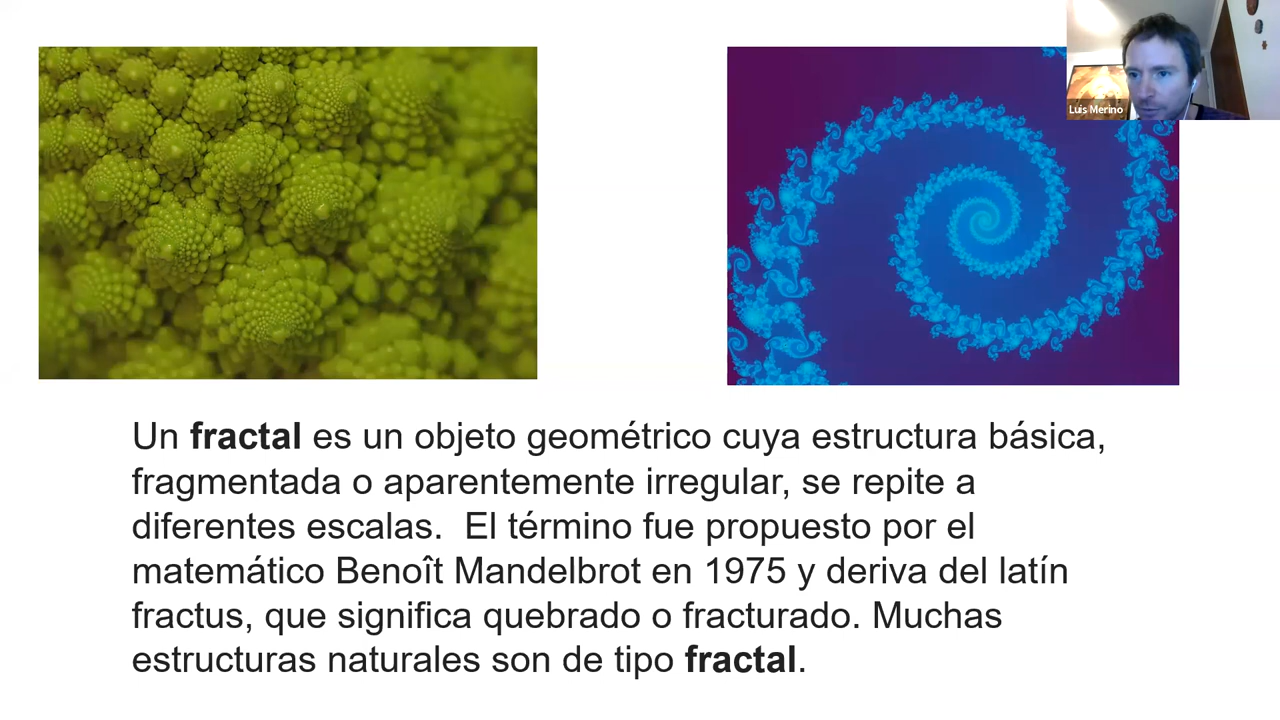 Luis Merino
Un fractal es un objeto geométrico cuya estructura básica,
fragmentada o aparentemente irregular, se repite a
diferentes escalas.  El término fue propuesto por el
matemático Benoît Mandelbrot en 1975 y deriva del latín
fractus, que significa quebrado o fracturado. Muchas
estructuras naturales son de tipo fractal.